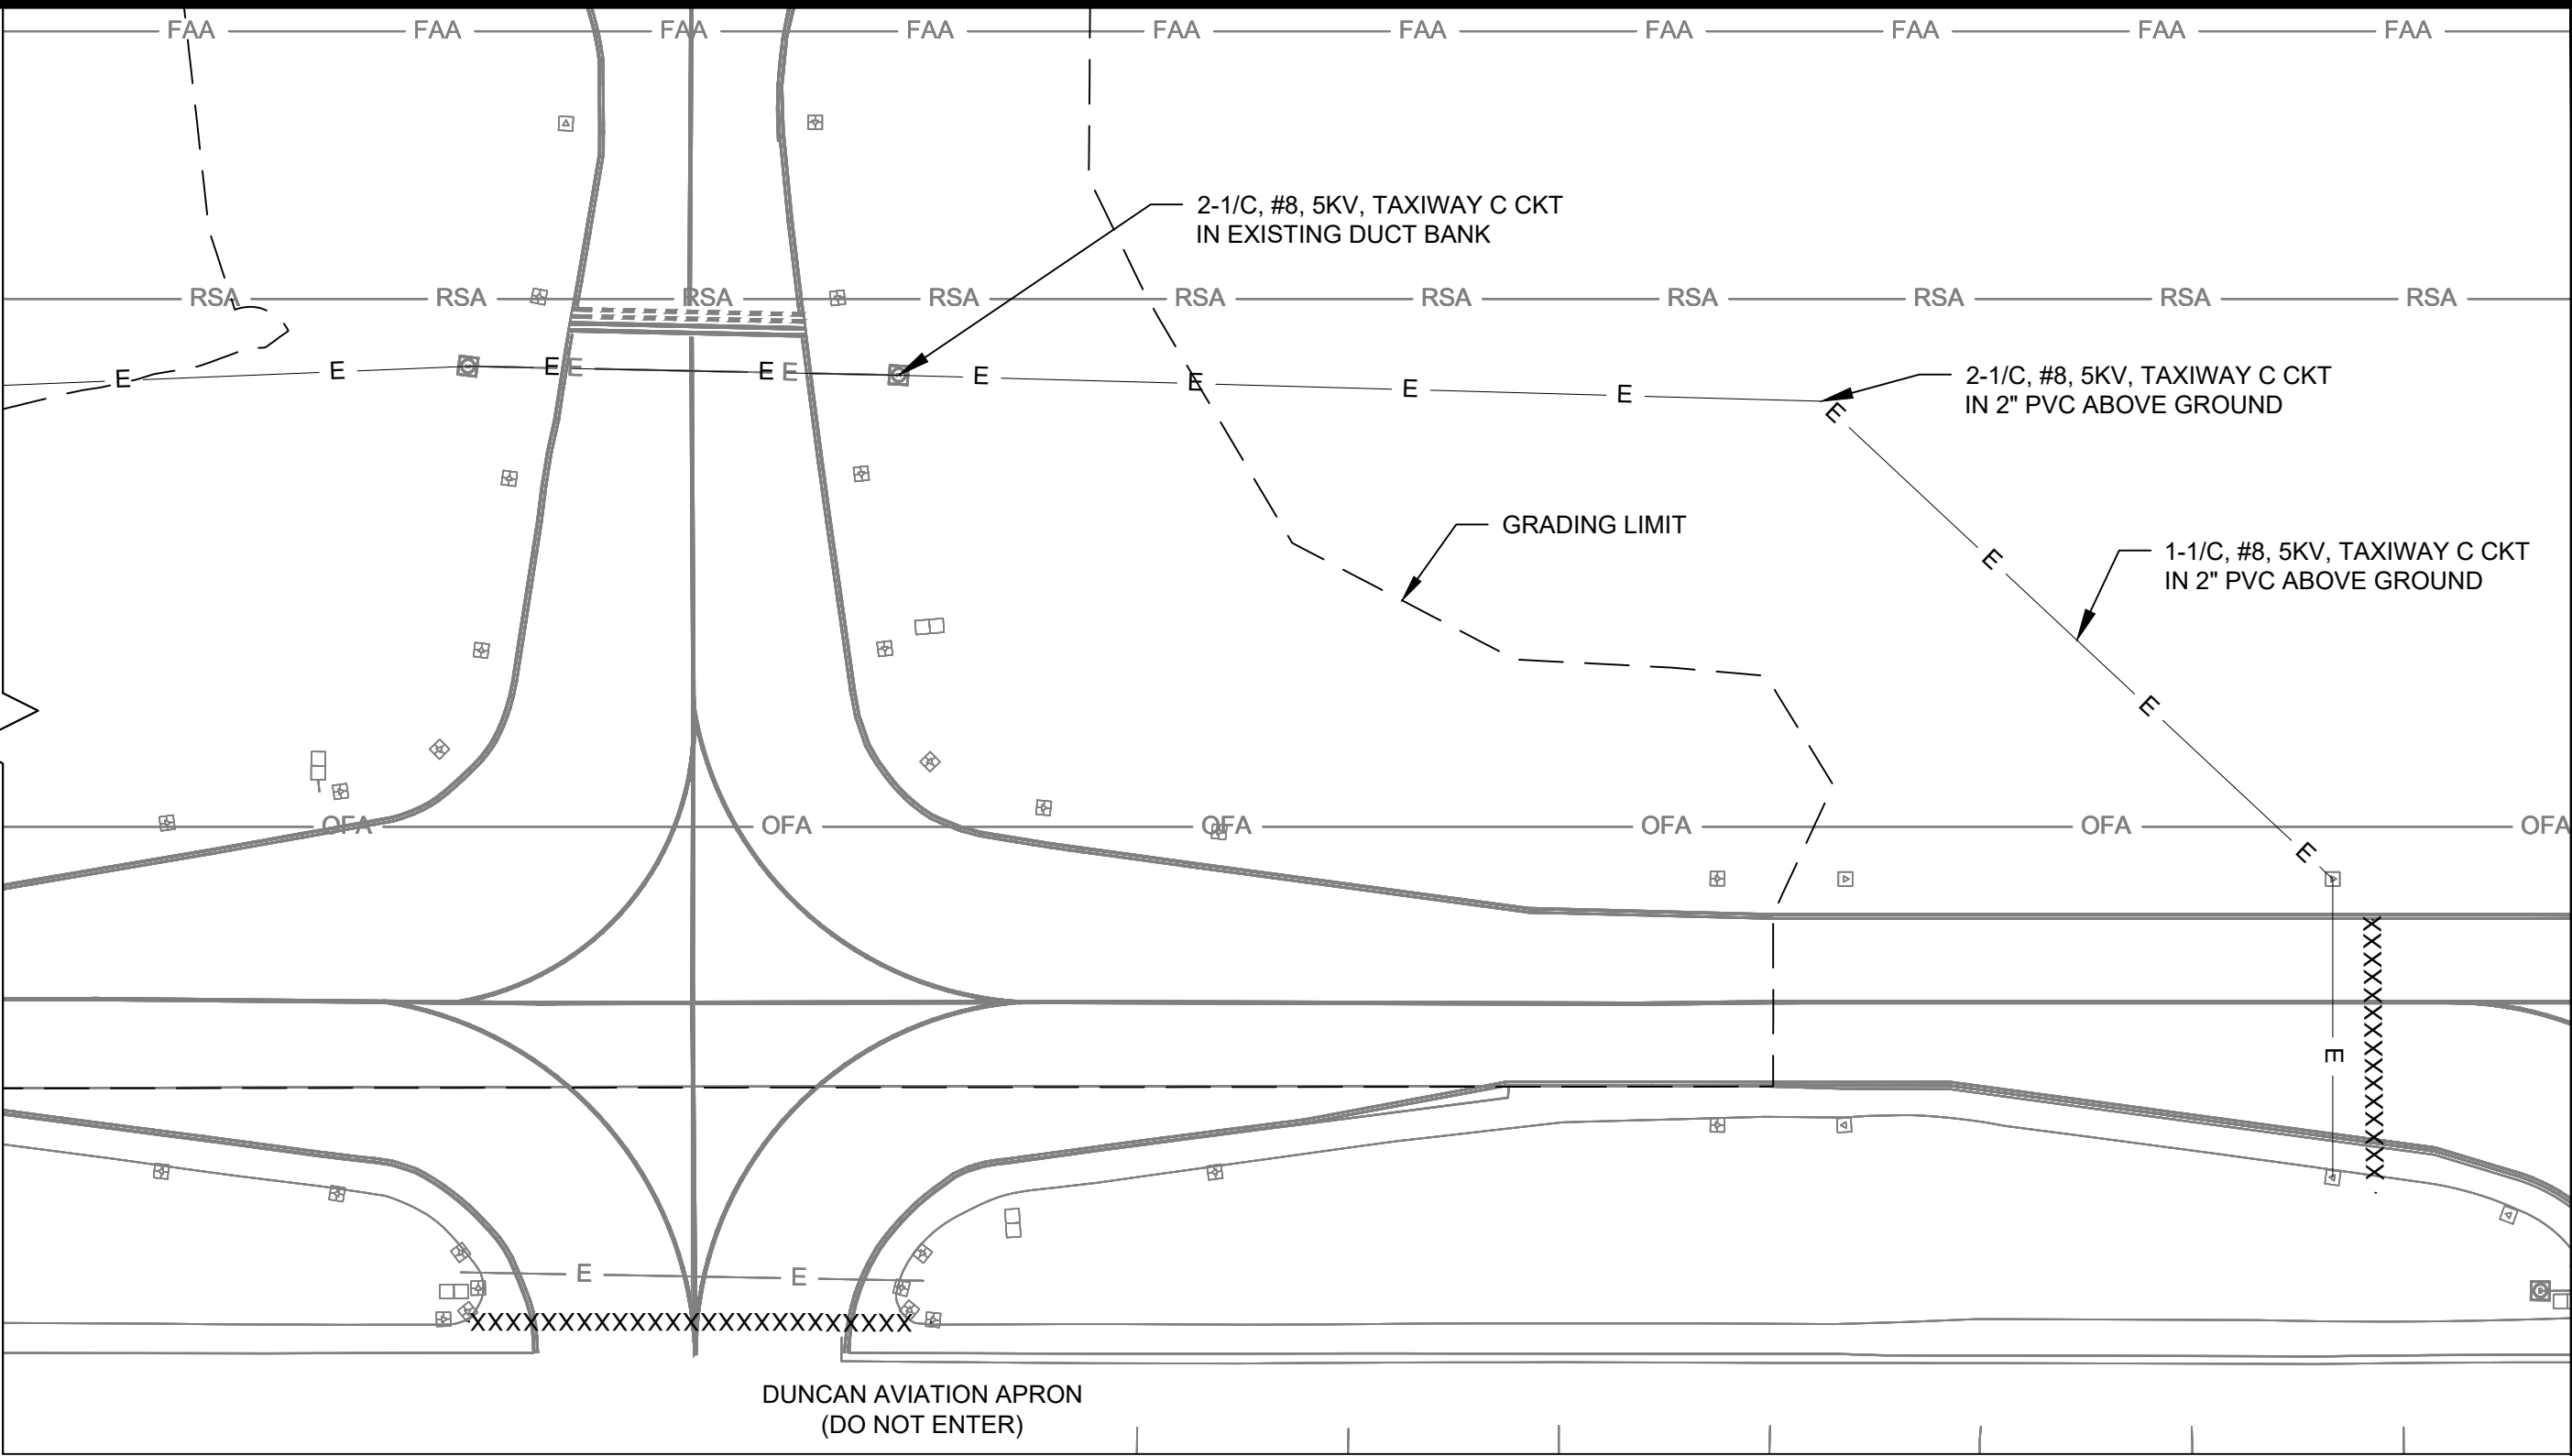 FAA FAA FAA FAA FAA FAA FAA FAA FAA FAA
2-1/C, #8, 5KV, TAXIWAY C CKT
IN EXISTING DUCT BANK
RSA RSA RSA RSA RSA RSA RSA RSA RSA RSA
E E E E E E E E E E
2-1/C, #8, 5KV, TAXIWAY C CKT
IN 2" PVC ABOVE GROUND
E
GRADING LIMIT
E
1-1/C, #8, 5KV, TAXIWAY C CKT
IN 2" PVC ABOVE GROUND
E
OFA OFA OFA OFA OFA OFA
E
E
E E
XXXXXXXXXXXXXXXXXXXXXXXXX
DUNCAN AVIATION APRON
(DO NOT ENTER)